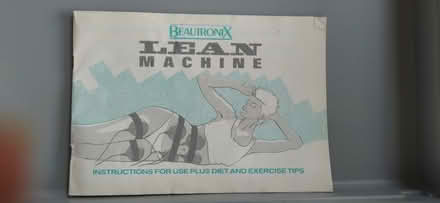 BEAUTRONIX
LEAN
MACHINE
INSTRUCTIONS FOR USE PLUS DIET AND EXERCISE TIPS